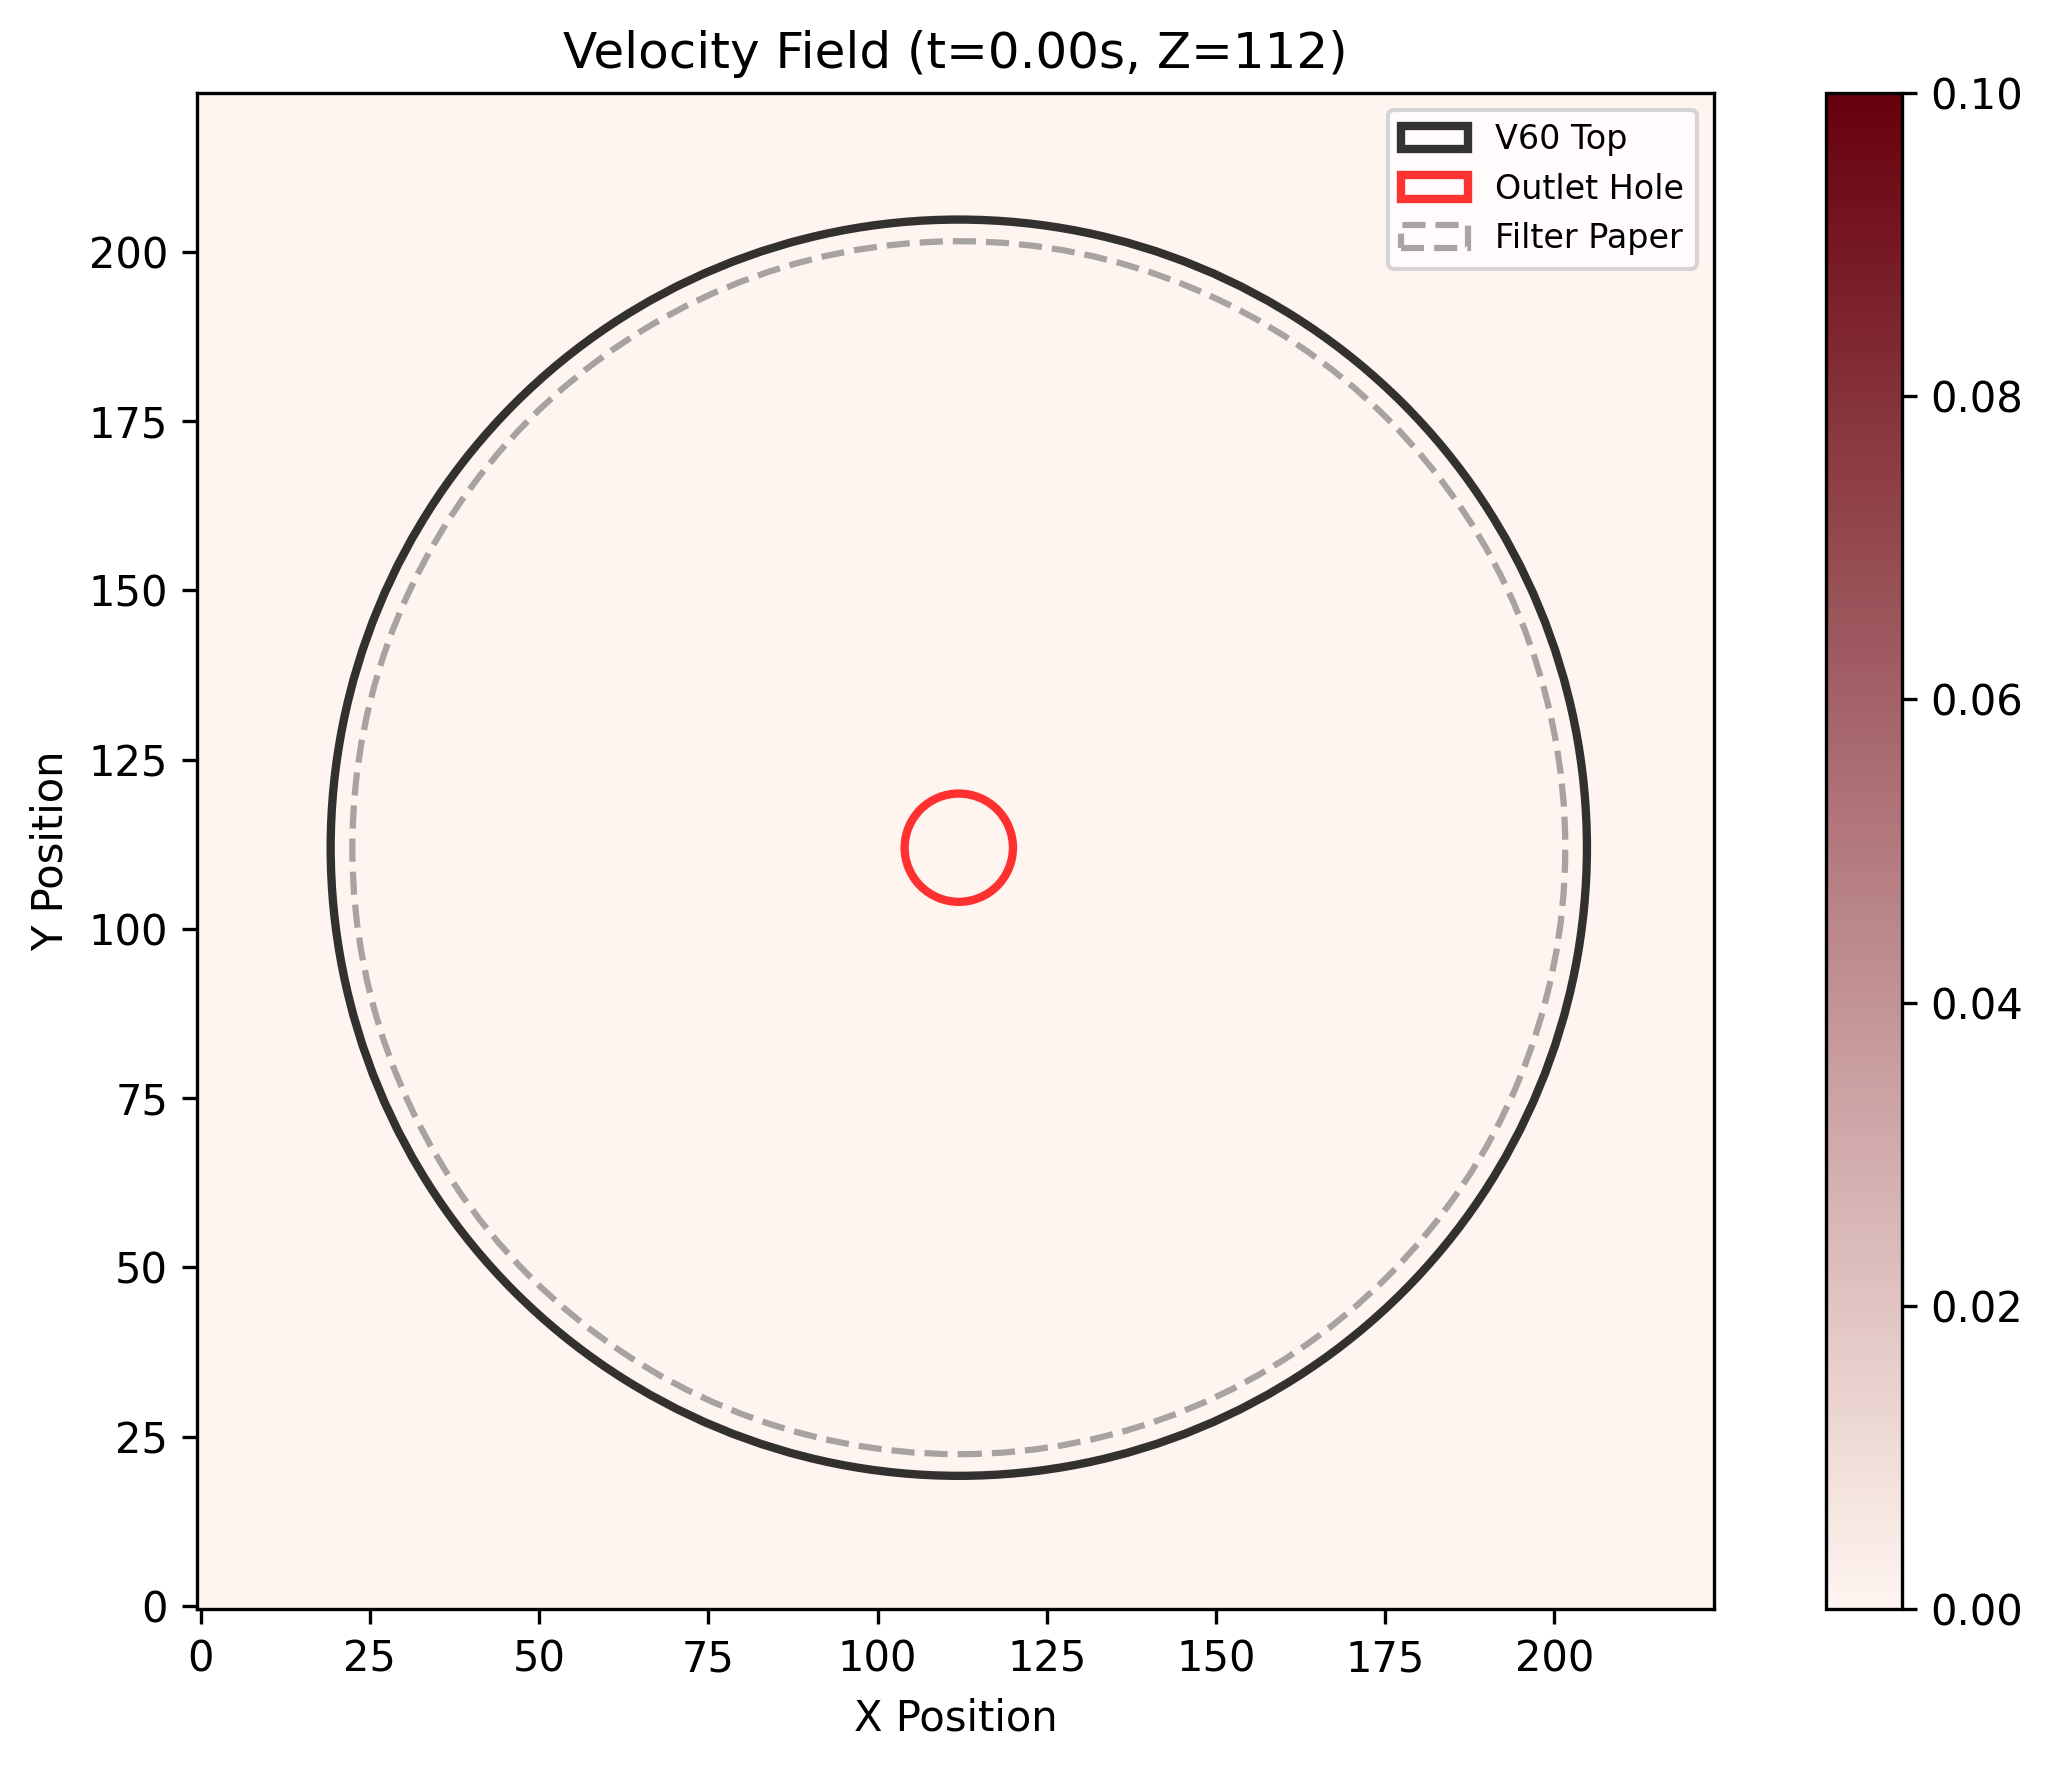 Velocity Field (t=0.00s, Z=112)
V60 Top
Outlet Hole
Filter Paper
Y Position
200
175
150
125
100
75
50
25
0
0 25 50 75 100 125 150 175 200
X Position
0.10
0.08
0.06
0.04
0.02
0.00